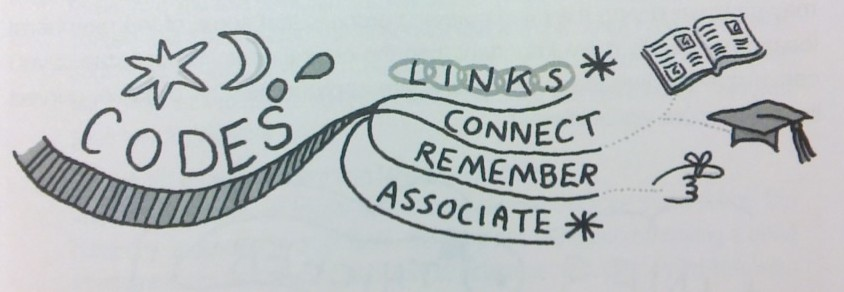 CODES!
LINKS
CONNECT
REMEMBER
ASSOCIATE